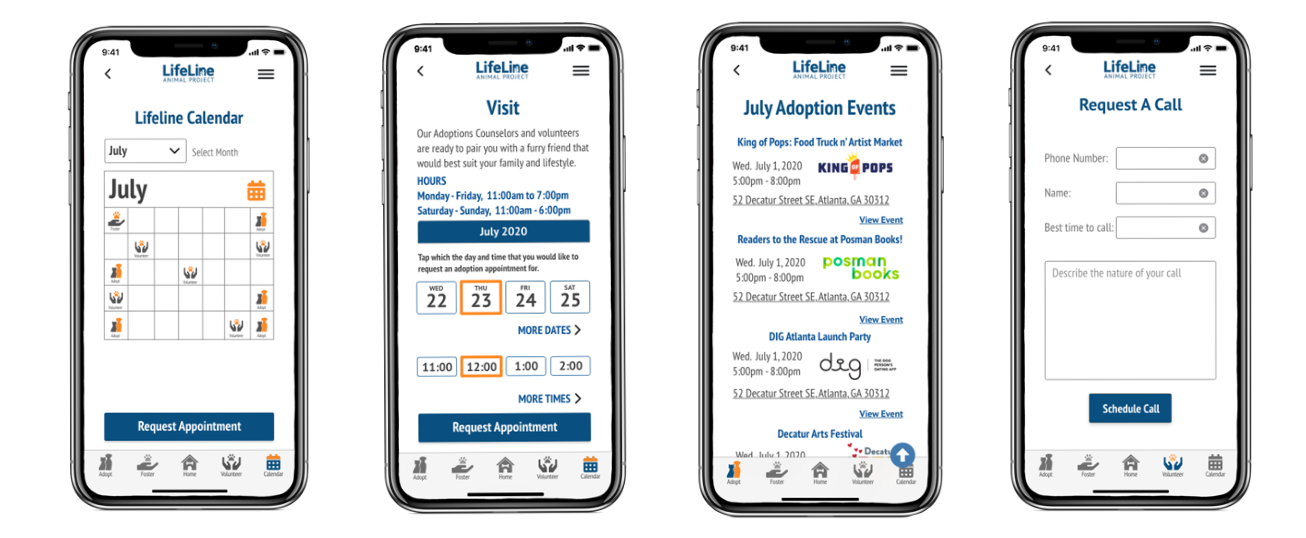 9:41
LifeLine
ANIMAL PROJECT
Lifeline Calendar
July
Select Month
July
Foster
Adopt
Volunteer
Volunteer
Adopt
Volunteer
Volunteer
Adopt
Adopt
Volunteer
Adopt
Request Appointment
Adopt
Foster
Home
Volunteer
Calendar
9:41
LifeLine
ANIMAL PROJECT
Visit
Our Adoptions Counselors and volunteers
are ready to pair you with a furry friend that
would best suit your family and lifestyle.
HOURS
Monday - Friday, 11:00am to 7:00pm
Saturday - Sunday, 11:00am - 6:00pm
July 2020
Tap which the day and time that you would like to
request an adoption appointment for.
WED THU FRI SAT
22 23 24 25
MORE DATES >
11:00 12:00 1:00 2:00
MORE TIMES >
Request Appointment
Adopt
Foster
Home
Volunteer
Calendar
9:41
LifeLine
ANIMAL PROJECT
July Adoption Events
King of Pops: Food Truck n' Artist Market
Wed. July 1, 2020
5:00pm - 8:00pm
KING OF POPS
52 Decatur Street SE, Atlanta, GA 30312
View Event
Readers to the Rescue at Posman Books!
Wed. July 1, 2020
5:00pm - 8:00pm
posman
books
52 Decatur Street SE, Atlanta, GA 30312
View Event
DIG Atlanta Launch Party
Wed. July 1, 2020
5:00pm - 8:00pm
dig
THE DOG
PERSON'S
DATING APP
52 Decatur Street SE, Atlanta, GA 30312
View Event
Decatur Arts Festival
Wed. July 1, 2020
Decatu
Adopt
Foster
Home
Volunteer
Calendar
9:41
LifeLine
ANIMAL PROJECT
Request A Call
Phone Number:
Name:
Best time to call:
Describe the nature of your call
Schedule Call
Adopt
Foster
Home
Volunteer
Calendar